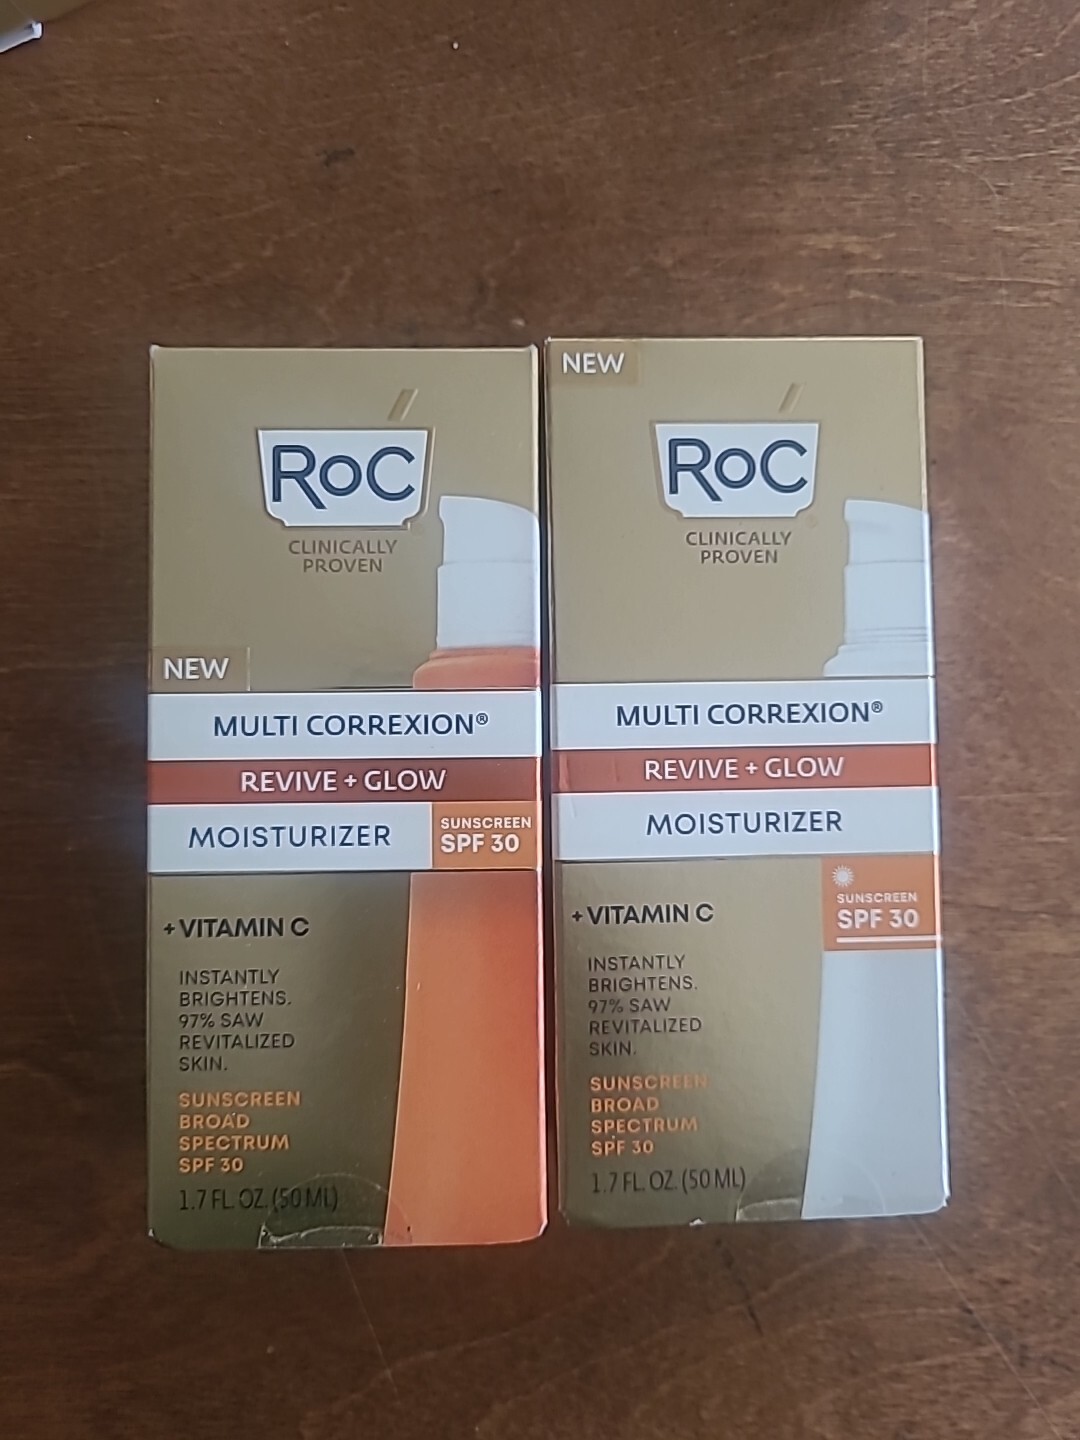 RoC
CLINICALLY
PROVEN
NEW
MULTI CORREXION®
REVIVE + GLOW
MOISTURIZER
SUNSCREEN
SPF 30
+ VITAMIN C
INSTANTLY
BRIGHTENS.
97% SAW
REVITALIZED
SKIN.
SUNSCREEN
BROAD
SPECTRUM
SPF 30
1.7 FL. OZ. (50 ML)
NEW
RoC
CLINICALLY
PROVEN
MULTI CORREXION®
REVIVE + GLOW
MOISTURIZER
SUNSCREEN
SPF 30
+ VITAMIN C
INSTANTLY
BRIGHTENS.
97% SAW
REVITALIZED
SKIN.
SUNSCREEN
BROAD
SPECTRUM
SPF 30
1.7 FL. OZ. (50 ML)